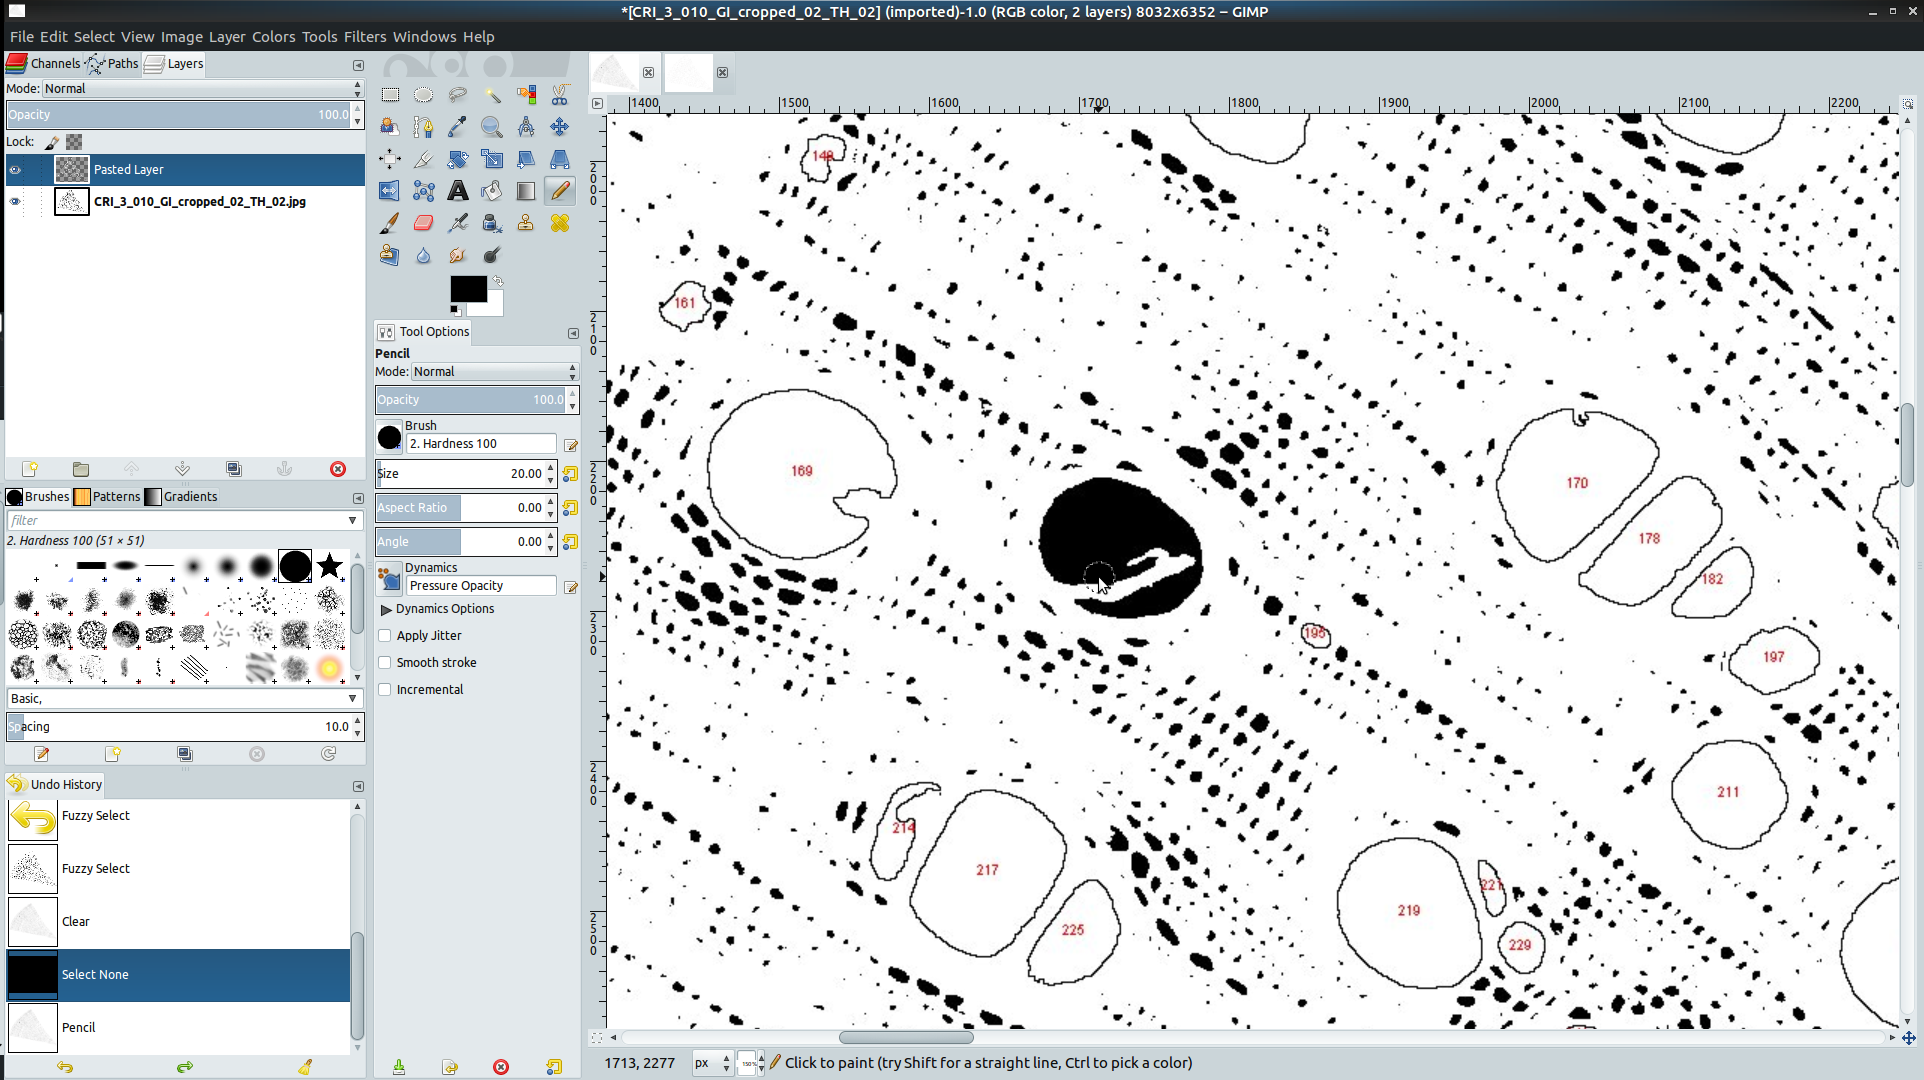 *[CRI_3_010_GI_cropped_02_TH_02] (imported)-1.0 (RGB color, 2 layers) 8032x6352 – GIMP
File Edit Select View Image Layer Colors Tools Filters Windows Help
Channels Paths Layers
Mode: Normal
Opacity 100.0
Lock:
Pasted Layer
CRI_3_010_GI_cropped_02_TH_02.jpg
Brushes Patterns Gradients
filter
2. Hardness 100 (51 × 51)
Basic,
Spacing 10.0
Undo History
Fuzzy Select
Fuzzy Select
Clear
Select None
Pencil
Tool Options
Pencil
Mode: Normal
Opacity 100.0
Brush
2. Hardness 100
Size 20.00
Aspect Ratio 0.00
Angle 0.00
Dynamics
Pressure Opacity
Dynamics Options
Apply Jitter
Smooth stroke
Incremental
1400 1500 1600 1700 1800 1900 2000 2100 2200
2000
2100
2200
2300
2400
2500
148
161
169
170
178
182
195
197
211
214
217
219
221
225
229
1713, 2277 px 150% Click to paint (try Shift for a straight line, Ctrl to pick a color)